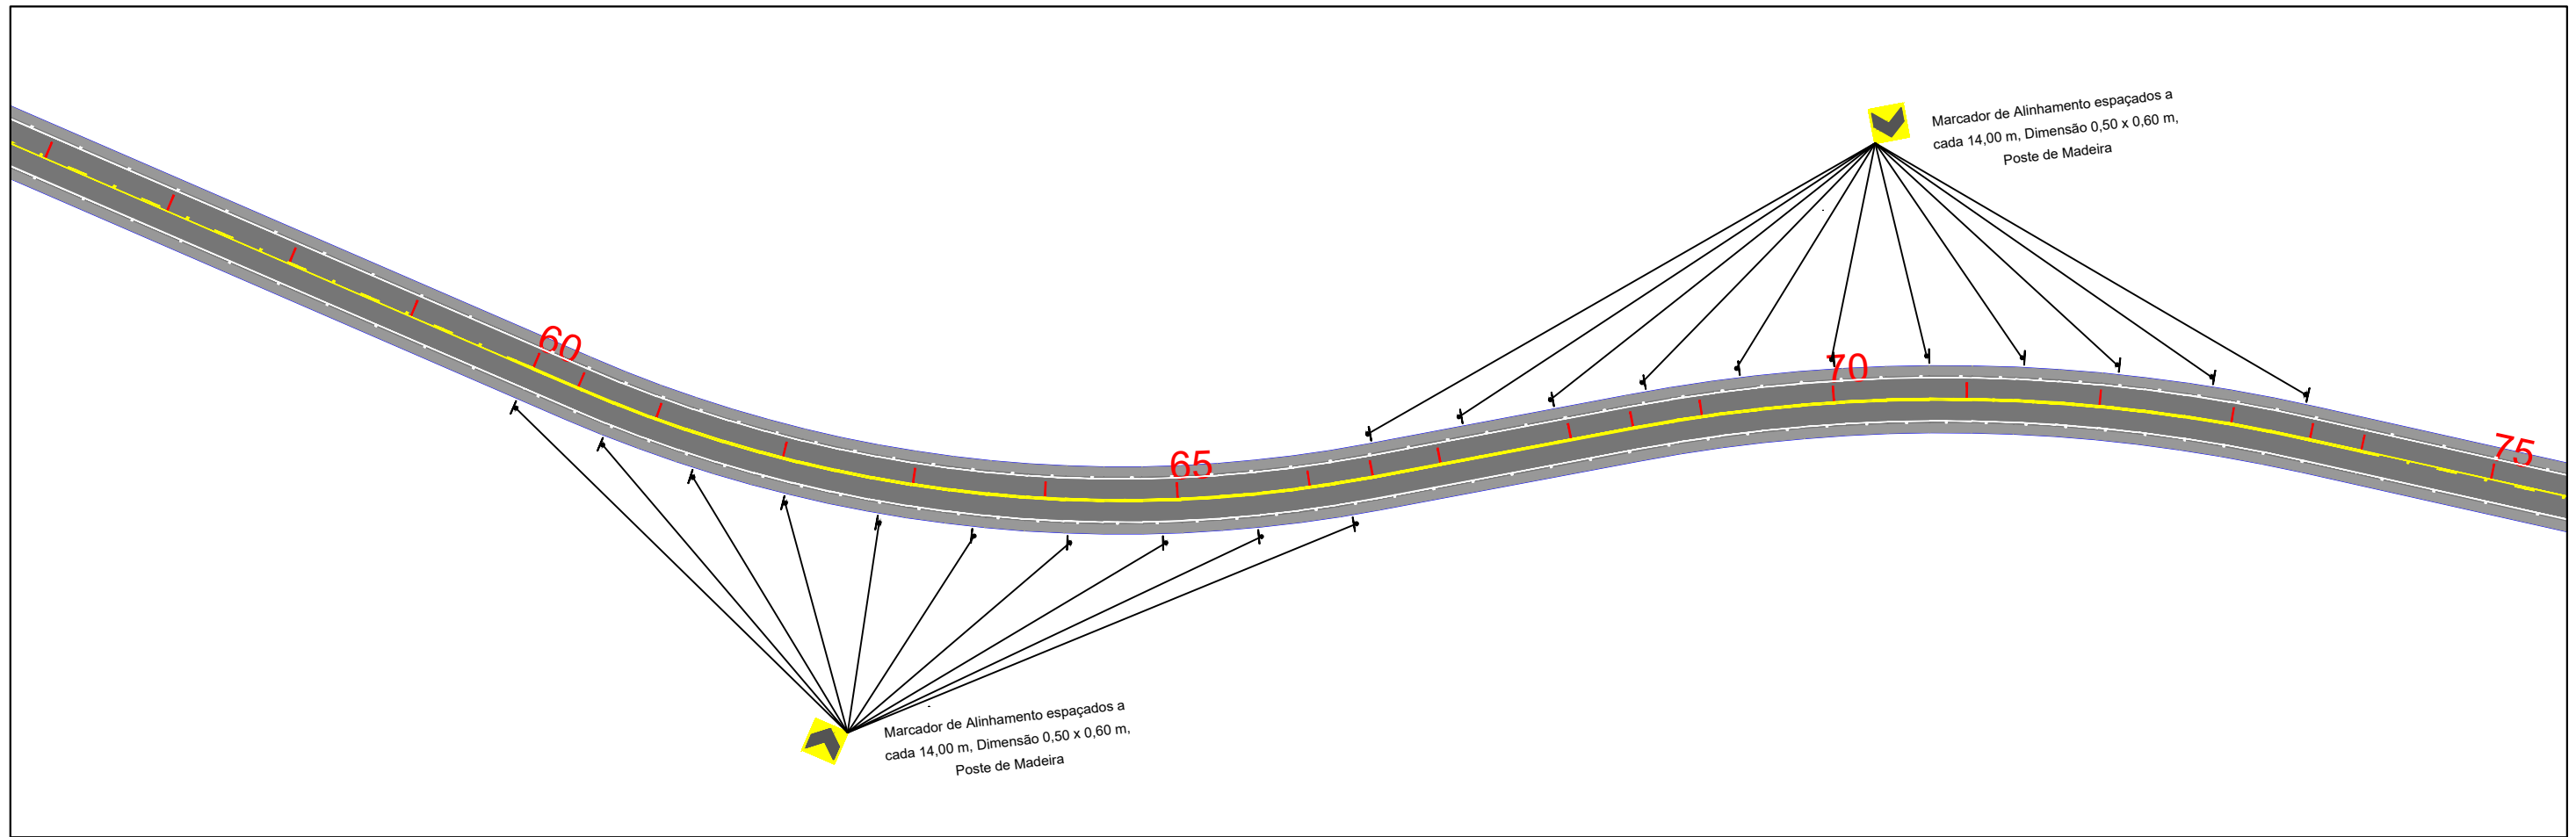 Marcador de Alinhamento espaçados a
cada 14,00 m, Dimensão 0,50 x 0,60 m,
Poste de Madeira
60
70
65
75
Marcador de Alinhamento espaçados a
cada 14,00 m, Dimensão 0,50 x 0,60 m,
Poste de Madeira